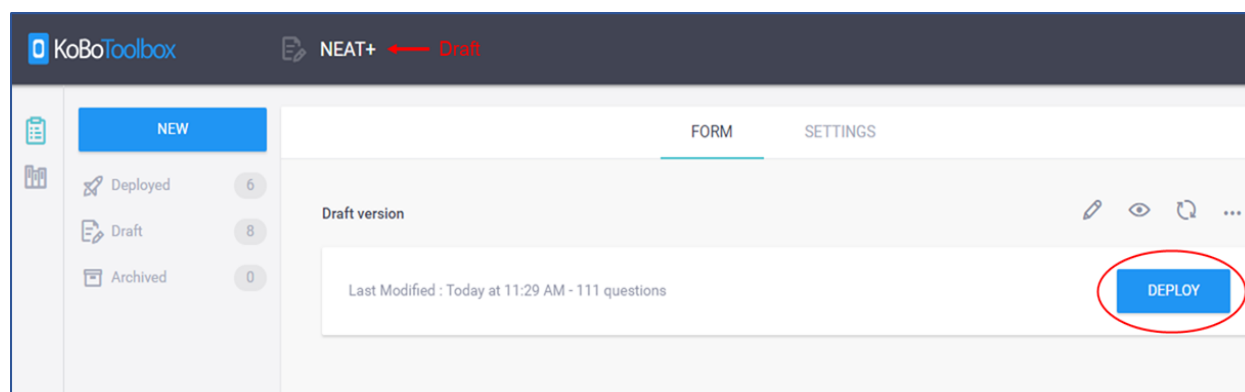 KoBoToolbox
NEAT+ Draft
NEW
Deployed 6
Draft 8
Archived 0
FORM SETTINGS
Draft version
Last Modified : Today at 11:29 AM - 111 questions
DEPLOY